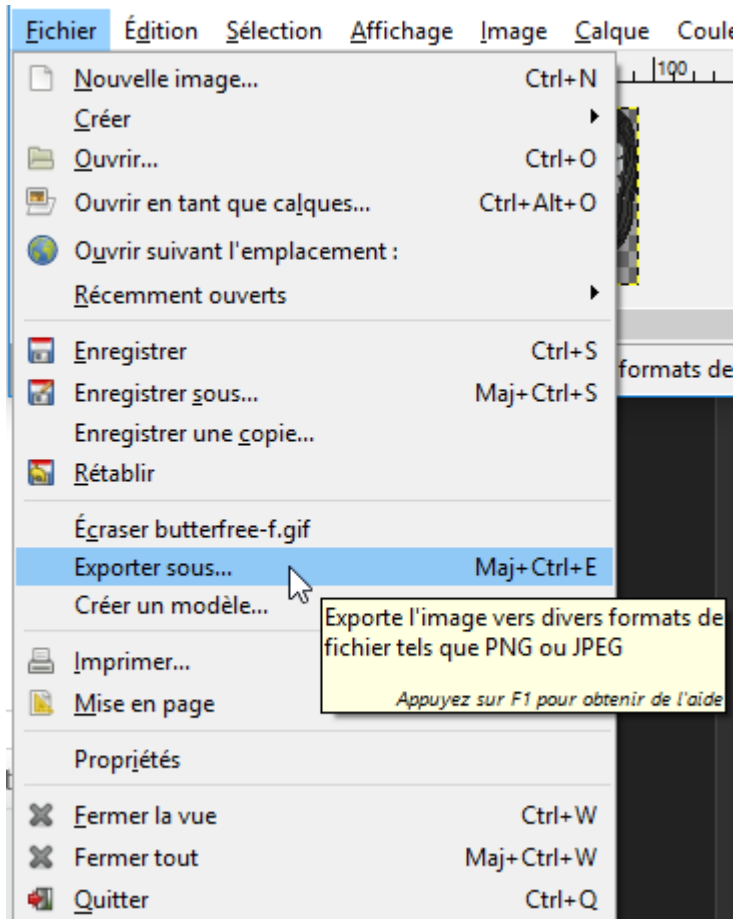 Fichier Édition Sélection Affichage Image Calque Coule
Nouvelle image... Ctrl+N
100
Créer
Ouvrir... Ctrl+O
Ouvrir en tant que calques... Ctrl+Alt+O
Ouvrir suivant l'emplacement :
Récemment ouverts
Enregistrer Ctrl+S
formats de
Enregistrer sous... Maj+Ctrl+S
Enregistrer une copie...
Rétablir
Écraser butterfree-f.gif
Exporter sous... Maj+Ctrl+E
Créer un modèle...
Exporte l'image vers divers formats de
fichier tels que PNG ou JPEG
Appuyez sur F1 pour obtenir de l'aide
Imprimer...
Mise en page
Propriétés
Fermer la vue Ctrl+W
Fermer tout Maj+Ctrl+W
Quitter Ctrl+Q